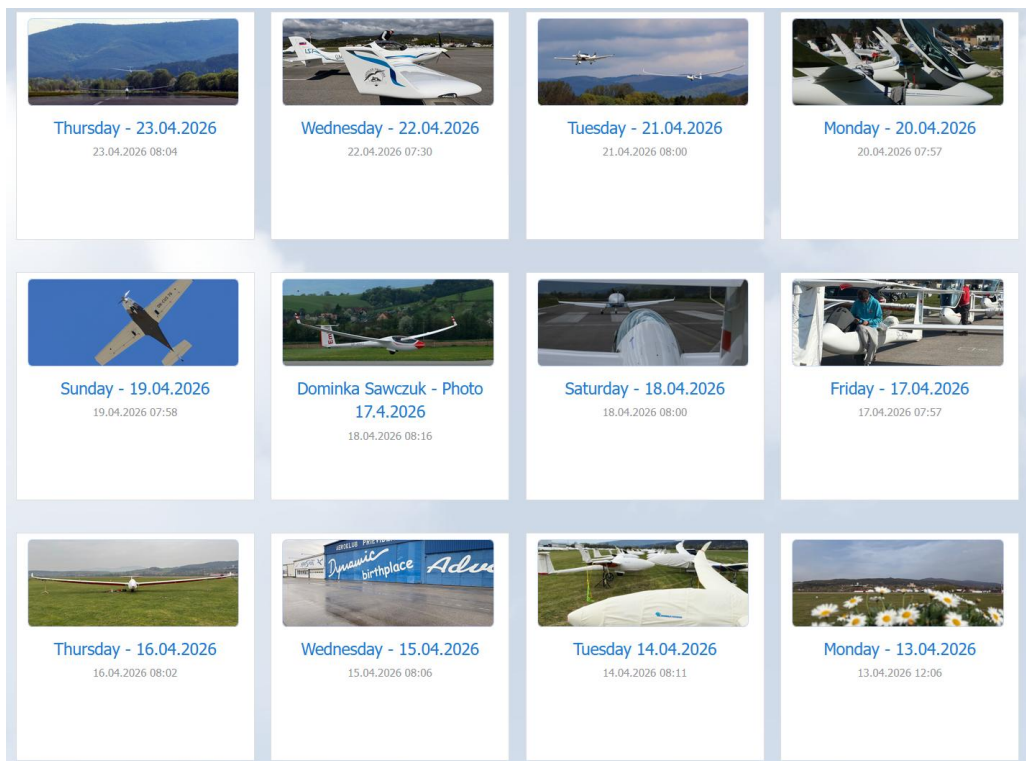 Thursday - 23.04.2026
23.04.2026 08:04
Wednesday - 22.04.2026
22.04.2026 07:30
Tuesday - 21.04.2026
21.04.2026 08:00
Monday - 20.04.2026
20.04.2026 07:57
Sunday - 19.04.2026
19.04.2026 07:58
Dominka Sawczuk - Photo
17.4.2026
18.04.2026 08:16
Saturday - 18.04.2026
18.04.2026 08:00
Friday - 17.04.2026
17.04.2026 07:57
AEROCLUB PRIEVID
Dynamic
birthplace
Adv
Thursday - 16.04.2026
16.04.2026 08:02
Wednesday - 15.04.2026
15.04.2026 08:06
Tuesday 14.04.2026
14.04.2026 08:11
Monday - 13.04.2026
13.04.2026 12:06